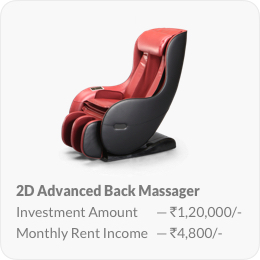 2D Advanced Back Massager
Investment Amount — ₹1,20,000/-
Monthly Rent Income — ₹4,800/-